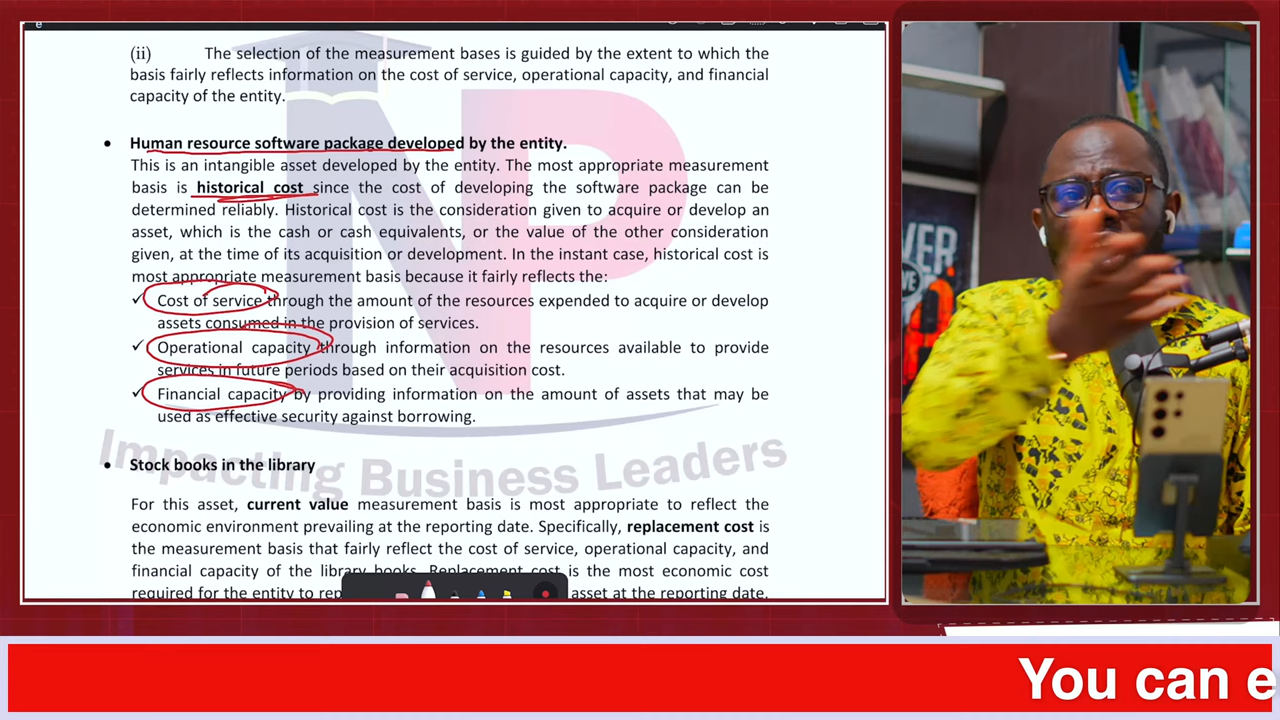 (ii) The selection of the measurement bases is guided by the extent to which the
basis fairly reflects information on the cost of service, operational capacity, and financial
capacity of the entity.
• Human resource software package developed by the entity.
This is an intangible asset developed by the entity. The most appropriate measurement
basis is historical cost since the cost of developing the software package can be
determined reliably. Historical cost is the consideration given to acquire or develop an
asset, which is the cash or cash equivalents, or the value of the other consideration
given, at the time of its acquisition or development. In the instant case, historical cost is
most appropriate measurement basis because it fairly reflects the:
✓ Cost of service through the amount of the resources expended to acquire or develop
assets consumed in the provision of services.
✓ Operational capacity through information on the resources available to provide
services in future periods based on their acquisition cost.
✓ Financial capacity by providing information on the amount of assets that may be
used as effective security against borrowing.
Impacting Business Leaders
• Stock books in the library
For this asset, current value measurement basis is most appropriate to reflect the
economic environment prevailing at the reporting date. Specifically, replacement cost is
the measurement basis that fairly reflect the cost of service, operational capacity, and
financial capacity of the library books. Replacement cost is the most economic cost
required for the entity to rep asset at the reporting date.
NP
VER
You can e